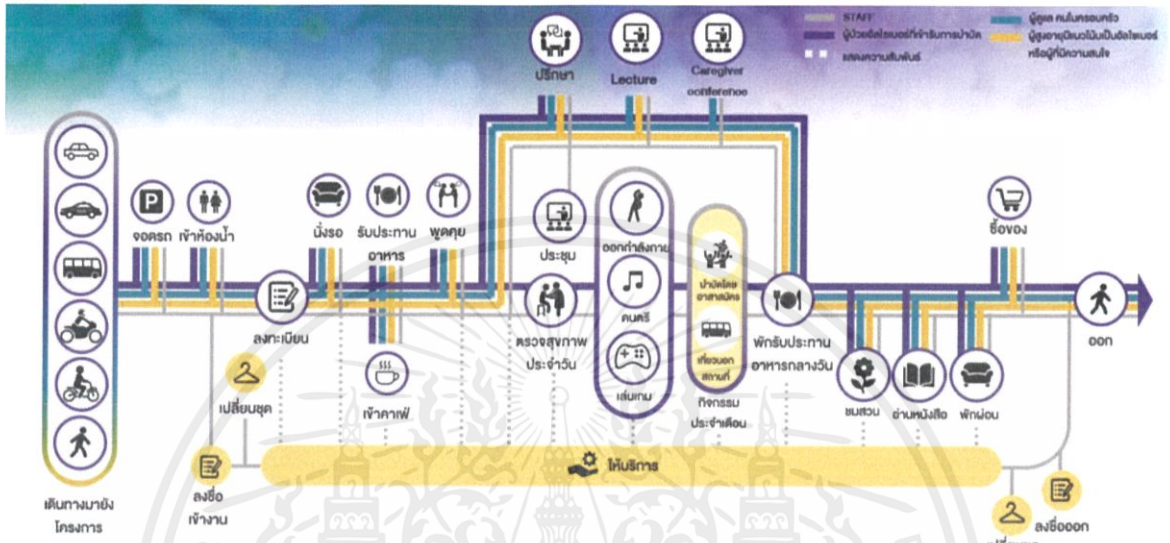 STAFF
ผู้ป่วยอัลไซเมอร์ที่เข้ารับการบำบัด
แสดงความสัมพันธ์
ผู้ดูแล คนในครอบครัว
ผู้สูงอายุมีแนวโน้มเป็นอัลไซเมอร์
หรือผู้ที่มีความสนใจ
ปรึกษา
Lecture
Caregiver
conference
P
จอดรถ
เข้าห้องน้ำ
นั่งรอ
รับประทาน
อาหาร
พูดคุย
ประชุม
ออกกำลังกาย
ดนตรี
เล่นเกม
บำบัดโดย
อาสาสมัคร
เที่ยวนอก
สถานที่
กิจกรรม
ประจำเดือน
ซื้อของ
ลงทะเบียน
เข้าคาเฟ่
ตรวจสุขภาพ
ประจำวัน
พักรับประทาน
อาหารกลางวัน
ชมสวน
อ่านหนังสือ
พักผ่อน
ออก
เปลี่ยนชุด
ลงชื่อ
เข้างาน
ให้บริการ
ลงชื่อออก
เดินทางมายัง
โครงการ